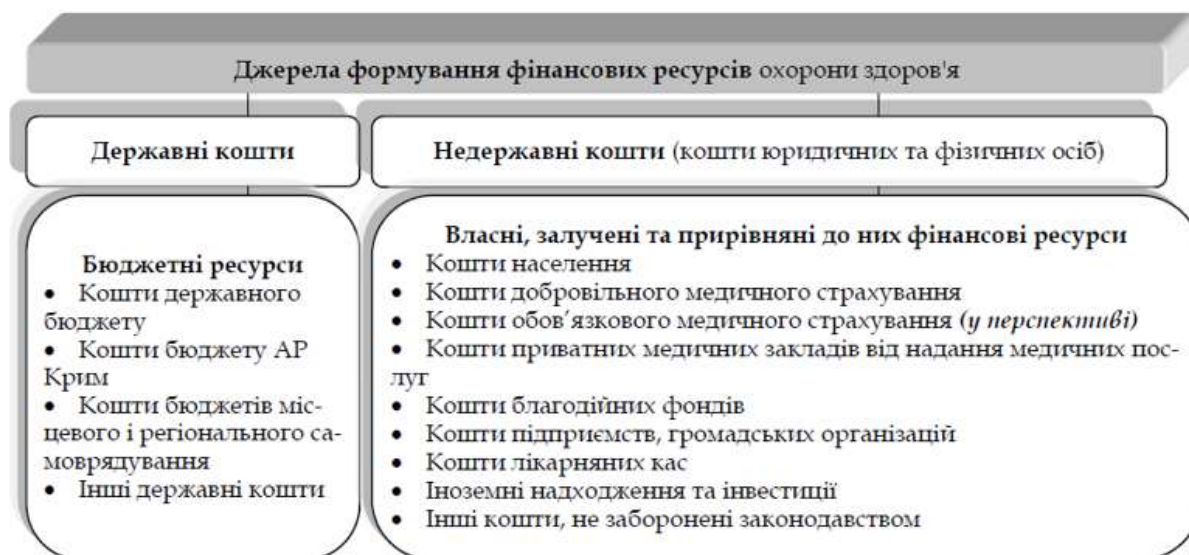 Джерела формування фінансових ресурсів охорони здоров'я
Державні кошти
Недержавні кошти (кошти юридичних та фізичних осіб)
Бюджетні ресурси
• Кошти державного
бюджету
• Кошти бюджету АР
Крим
• Кошти бюджетів міс-
цевого і регіонального са-
моврядування
• Інші державні кошти
Власні, залучені та прирівняні до них фінансові ресурси
• Кошти населення
• Кошти добровільного медичного страхування
• Кошти обов’язкового медичного страхування (у перспективі)
• Кошти приватних медичних закладів від надання медичних пос-
луг
• Кошти благодійних фондів
• Кошти підприємств, громадських організацій
• Кошти лікарняних кас
• Іноземні надходження та інвестиції
• Інші кошти, не заборонені законодавством